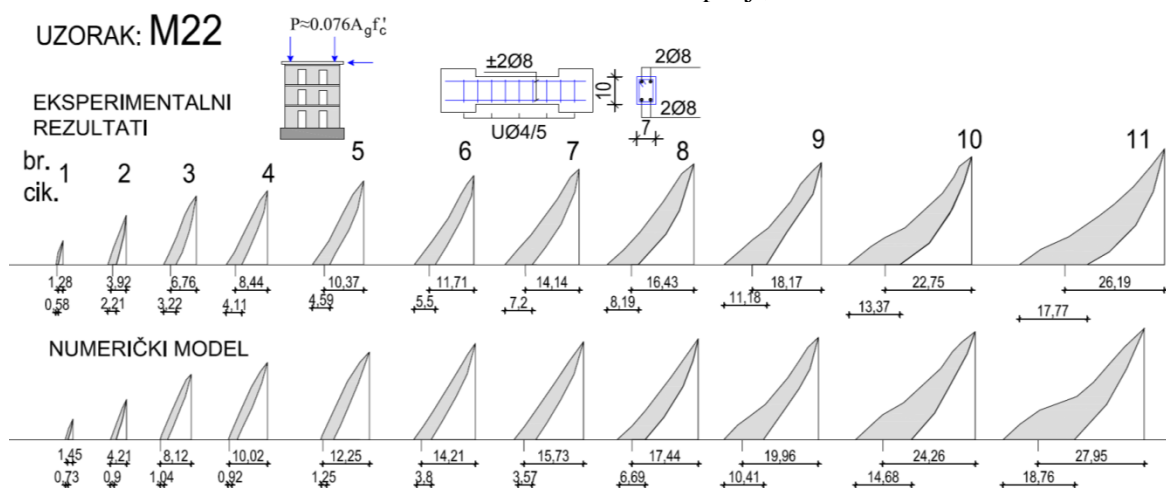 UZORAK: M22
P≈0.076Agf'c
±2Ø8
2Ø8
10
2Ø8
UØ4/5
7
EKSPERIMENTALNI
REZULTATI
br.
cik.
1 2 3 4 5 6 7 8 9 10 11
1,28 3,92 6,76 8,44 10,37 11,71 14,14 16,43 18,17 22,75 26,19
0,58 2,21 3,22 4,11 4,59 5,5 7,2 8,19 11,18 13,37 17,77
NUMERIČKI MODEL
1,45 4,21 8,12 10,02 12,25 14,21 15,73 17,44 19,96 24,26 27,95
0,73 0,9 1,04 0,92 1,25 3,8 3,57 6,69 10,41 14,68 18,76